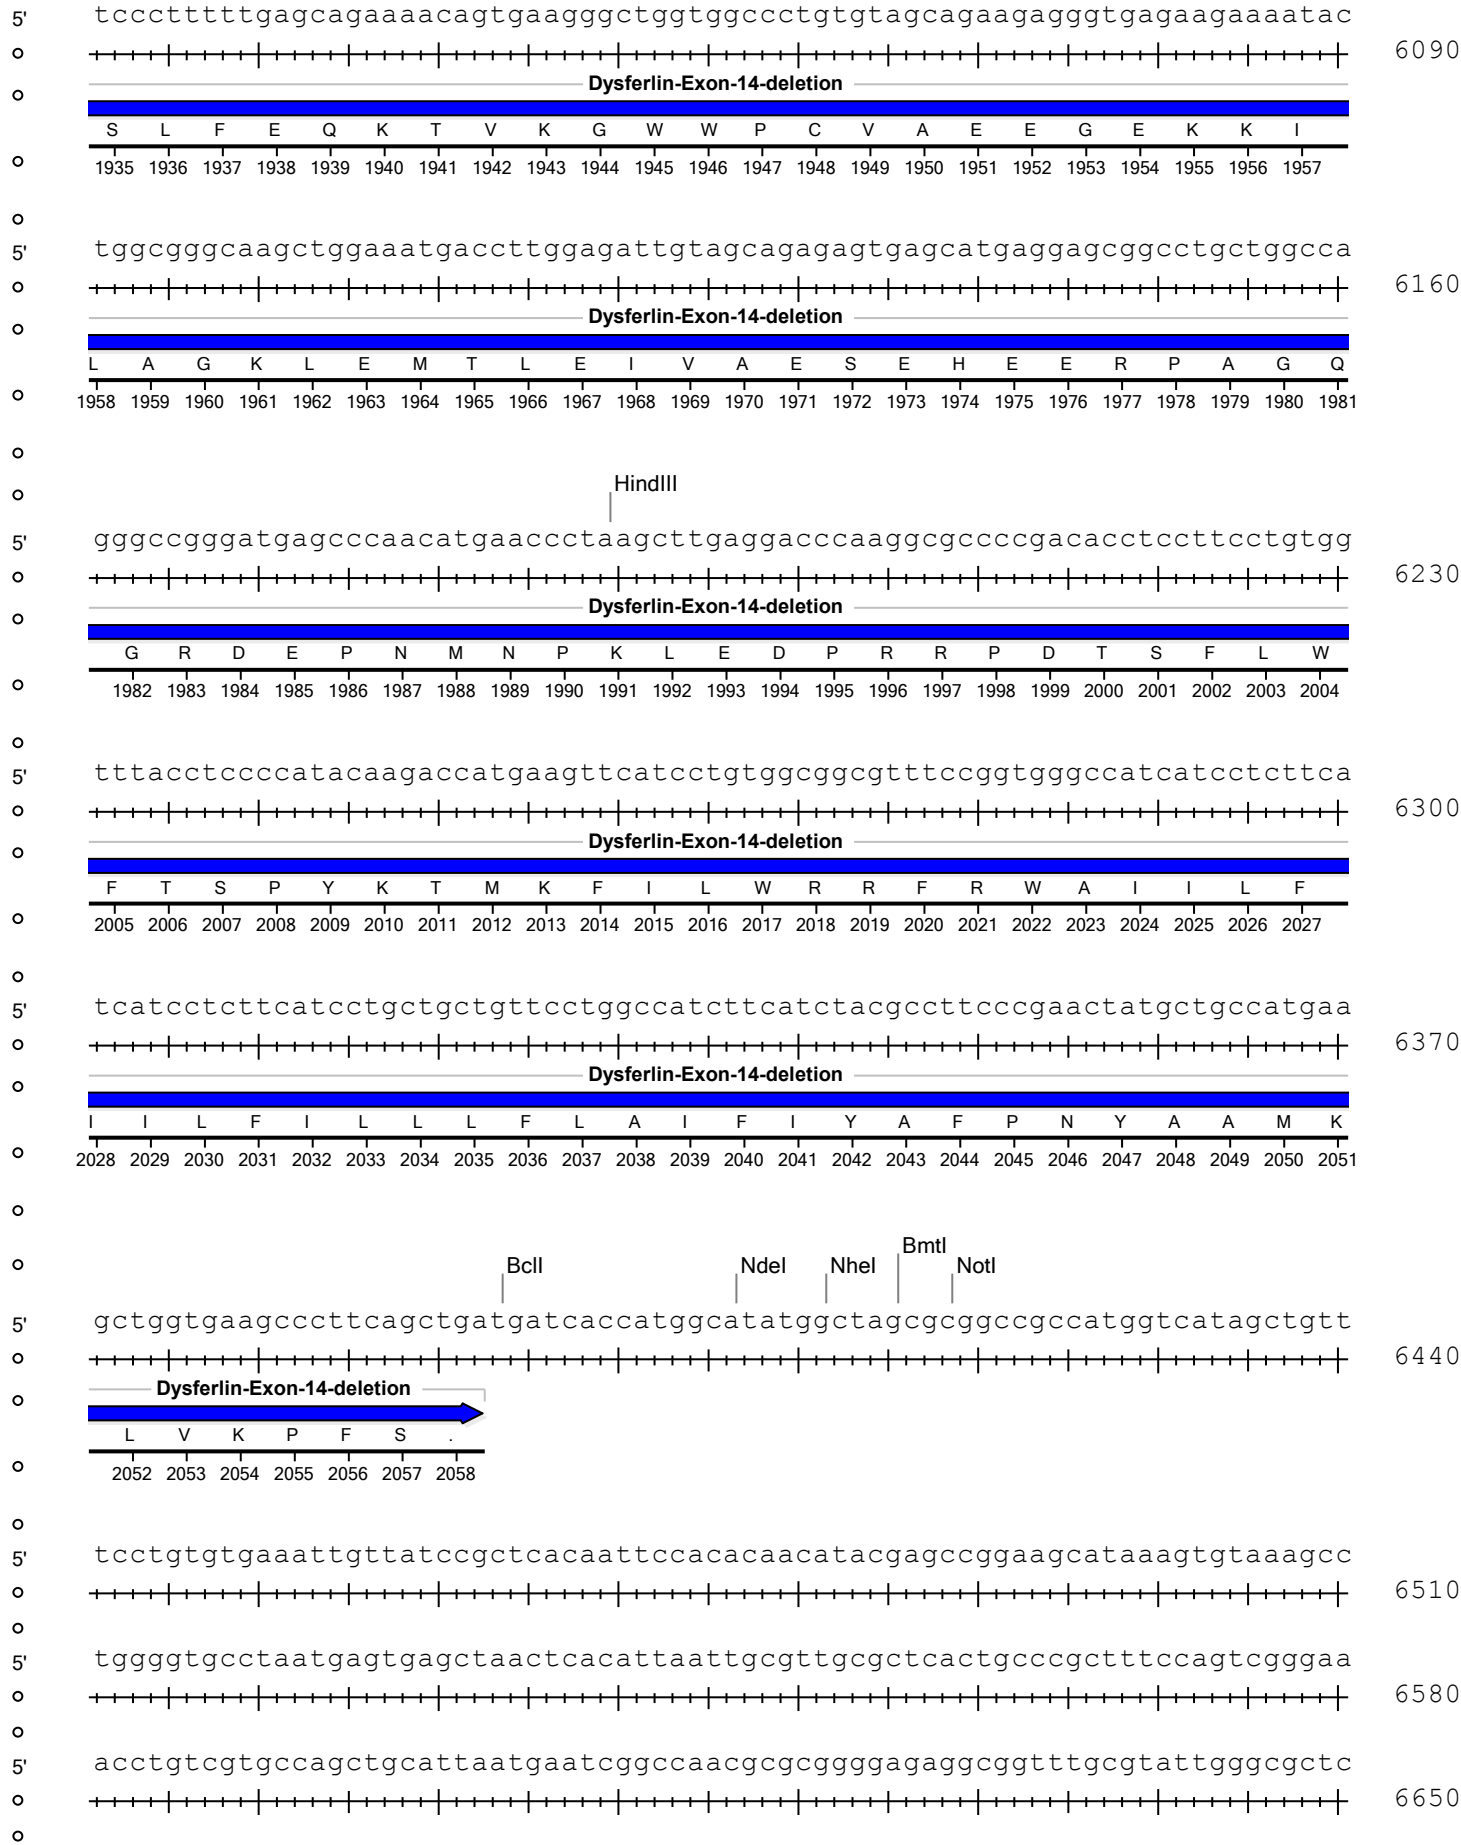 5' tcccttttttgagcagaaaacagtgaagggctggtggccctgtgtagcagaagagggtgagaagaaaatac
6090
Dysferlin-Exon-14-deletion
S L F E Q K T V K G W W P C V A E E G E K K I
1935 1936 1937 1938 1939 1940 1941 1942 1943 1944 1945 1946 1947 1948 1949 1950 1951 1952 1953 1954 1955 1956 1957
5' tggcgggcaagctggaaatgaccttggagattgtagcagagagtgagcatgaggagcggcctgctggcca
6160
Dysferlin-Exon-14-deletion
L A G K L E M T L E I V A E S E H E E R P A G Q
1958 1959 1960 1961 1962 1963 1964 1965 1966 1967 1968 1969 1970 1971 1972 1973 1974 1975 1976 1977 1978 1979 1980 1981
HindIII
5' gggccgggatgagcccaacatgaaccctaagcttgaggacccaaggcgccccgacacctccttcctgtgg
6230
Dysferlin-Exon-14-deletion
G R D E P N M N P K L E D P R R P D T S F L W
1982 1983 1984 1985 1986 1987 1988 1989 1990 1991 1992 1993 1994 1995 1996 1997 1998 1999 2000 2001 2002 2003 2004
5' tttacctccccatacaagaccatgaagttcatcctgtggcggcgtttccggtgggccatcatcctcttca
6300
Dysferlin-Exon-14-deletion
F T S P Y K T M K F I L W R R F R W A I I L F
2005 2006 2007 2008 2009 2010 2011 2012 2013 2014 2015 2016 2017 2018 2019 2020 2021 2022 2023 2024 2025 2026 2027
5' tcatcctcttcatcctgctgctgttcctggccatcttcatctacgccttcccgaactatgctgccatgaa
6370
Dysferlin-Exon-14-deletion
I I L F I L L L F L A I F I Y A F P N Y A A M K
2028 2029 2030 2031 2032 2033 2034 2035 2036 2037 2038 2039 2040 2041 2042 2043 2044 2045 2046 2047 2048 2049 2050 2051
BclI NdeI NheI BmtI NotI
5' gctggtgaagcccttcagctgatgatcaccatggcatatggctagcgcggccgccatggtcatagctgtt
6440
Dysferlin-Exon-14-deletion
L V K P F S .
2052 2053 2054 2055 2056 2057 2058
5' tcctgtgtgaaattgttatccgctcacaattccacacaacatacgagccggaagcataaagtgtaaagcc
6510
5' tggggtgcctaatgagtgagctaactcacattaattgcgttgcgctcactgcccgctttccagtcgggaa
6580
5' acctgtcgtgccagctgcattaatgaatcggccaacgcgcggggagaggcggtttgcgtattgggcgctc
6650